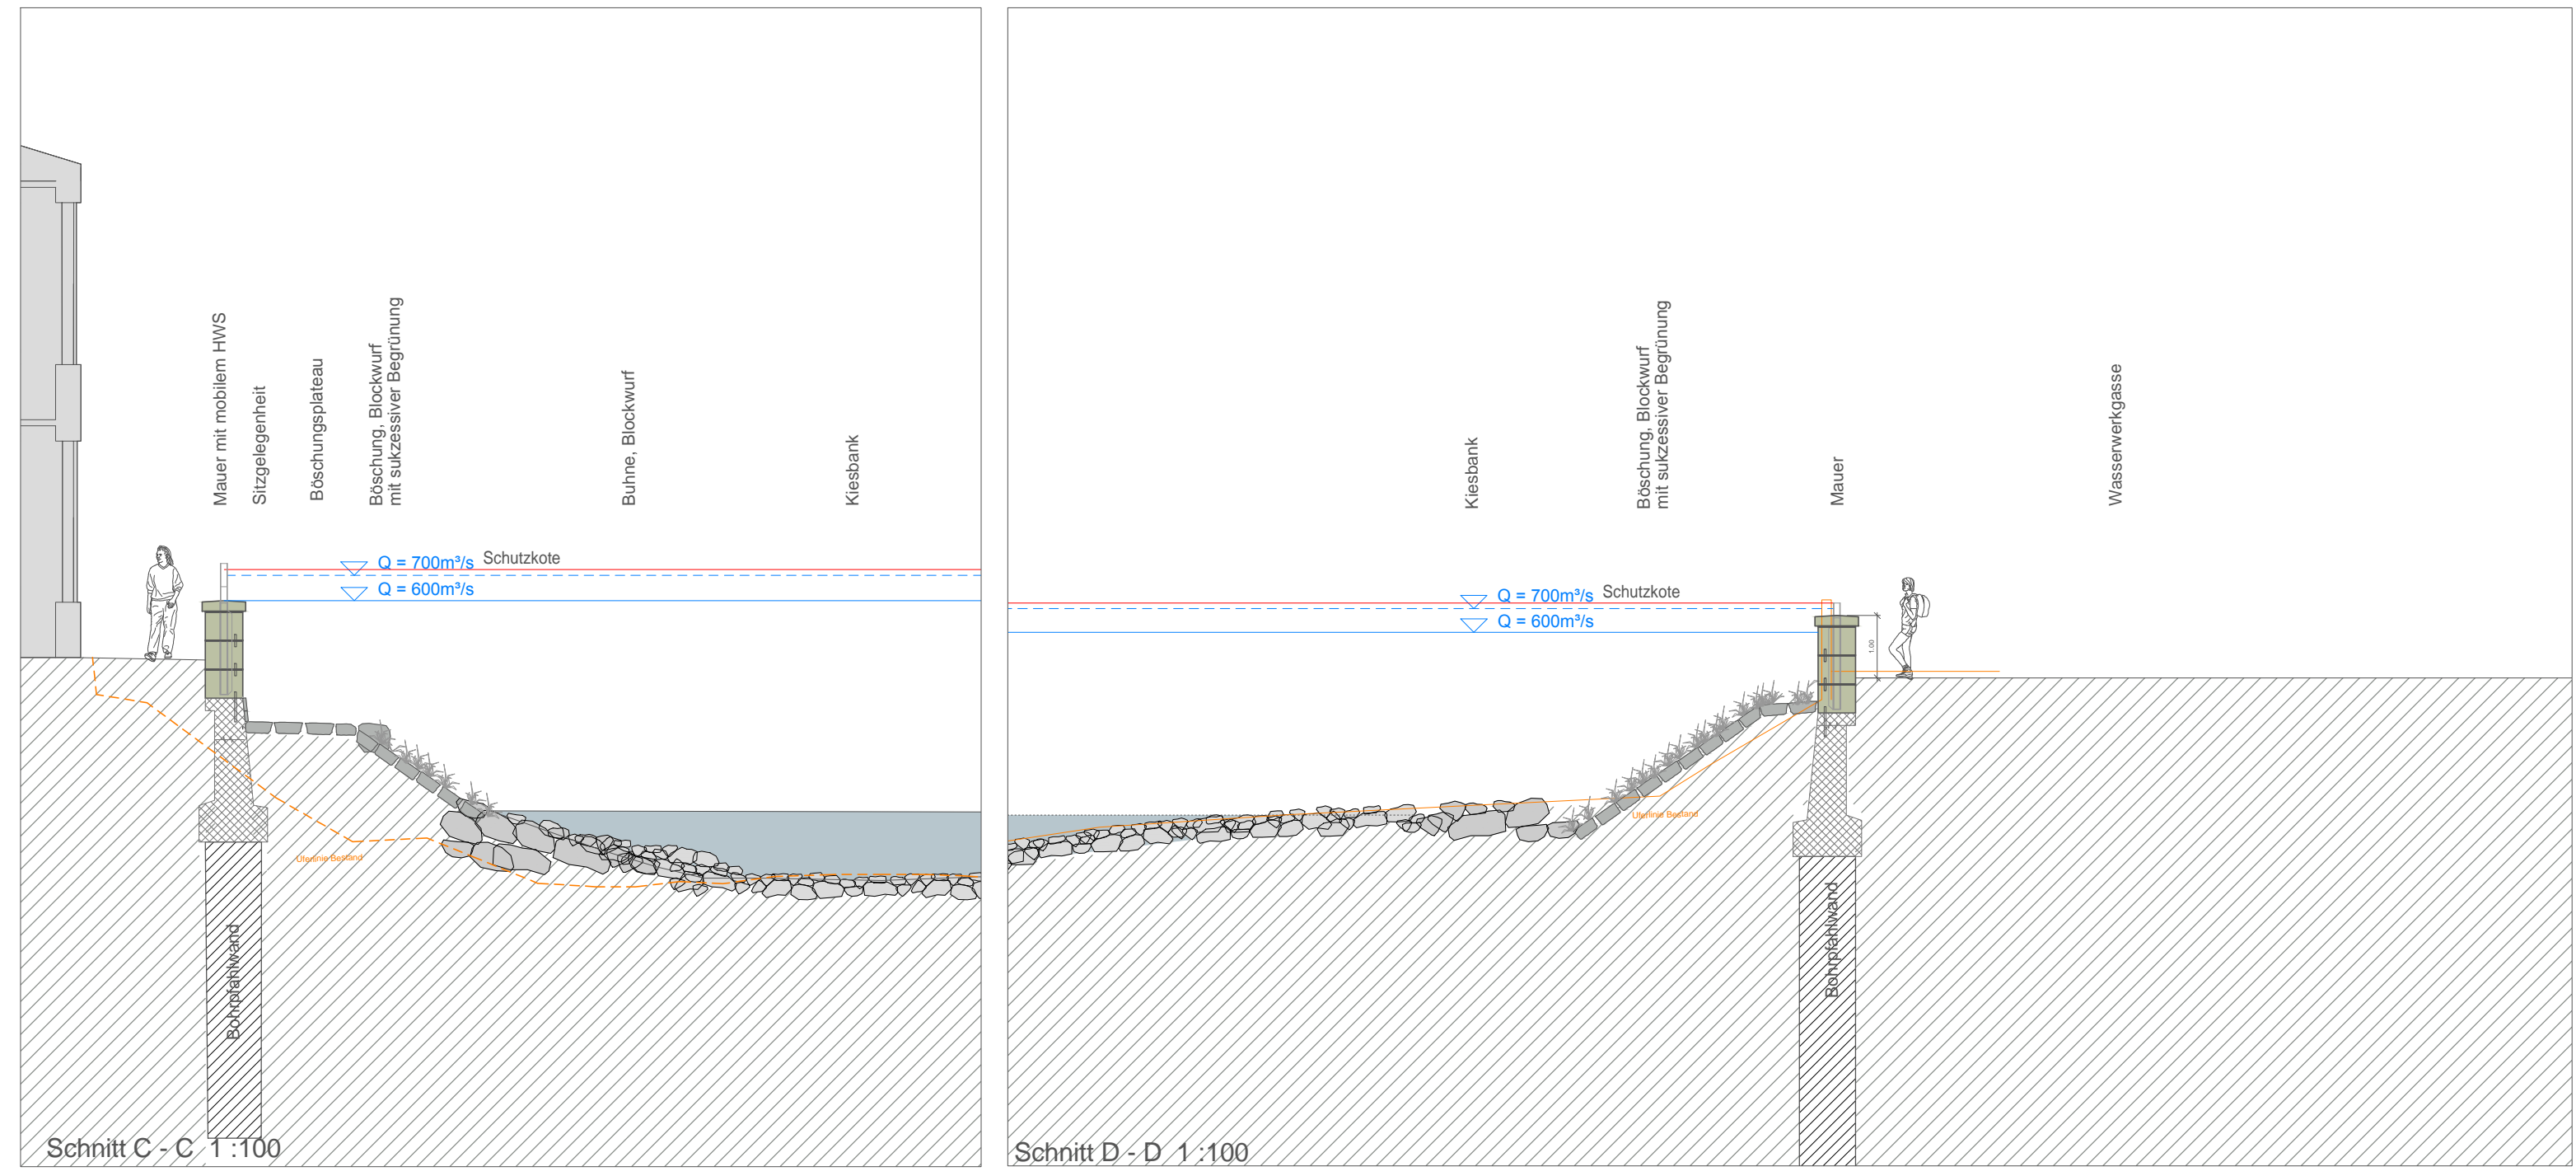 Mauer mit mobilem HWS
Sitzgelegenheit
Böschungsplateau
Böschung, Blockwurf
mit sukzessiver Begrünung
Buhne, Blockwurf
Kiesbank
Q = 700m³/s Schutzkote
Q = 600m³/s
Uferlinie Bestand
Bohrpfahlwand
Schnitt C - C 1 :100
Kiesbank
Böschung, Blockwurf
mit sukzessiver Begrünung
Mauer
Wasserwerkgasse
Q = 700m³/s Schutzkote
Q = 600m³/s
1.00
Uferlinie Bestand
Bohrpfahlwand
Schnitt D - D 1 :100